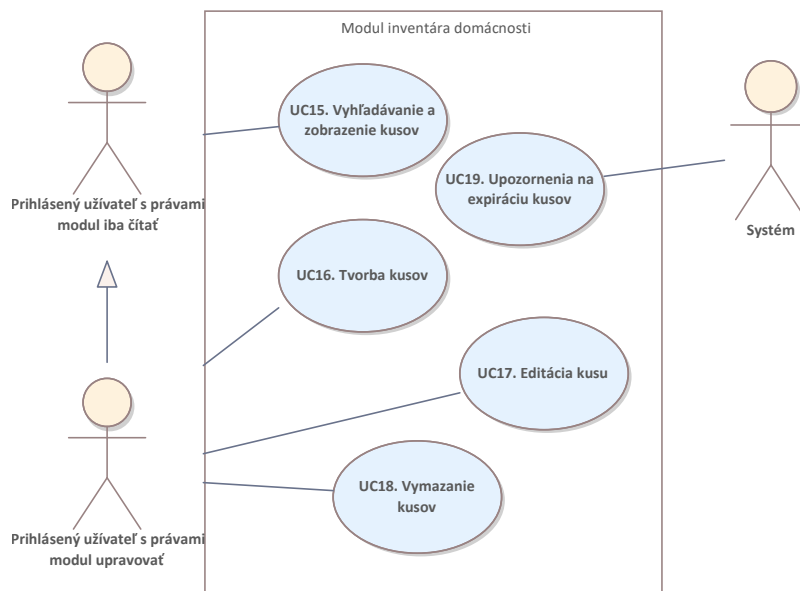 Modul inventára domácnosti
UC15. Vyhľadávanie a
zobrazenie kusov
UC19. Upozornenia na
expiráciu kusov
Prihlásený užívateľ s právami
modul iba čítať
Systém
UC16. Tvorba kusov
UC17. Editácia kusu
UC18. Vymazanie
kusov
Prihlásený užívateľ s právami
modul upravovať